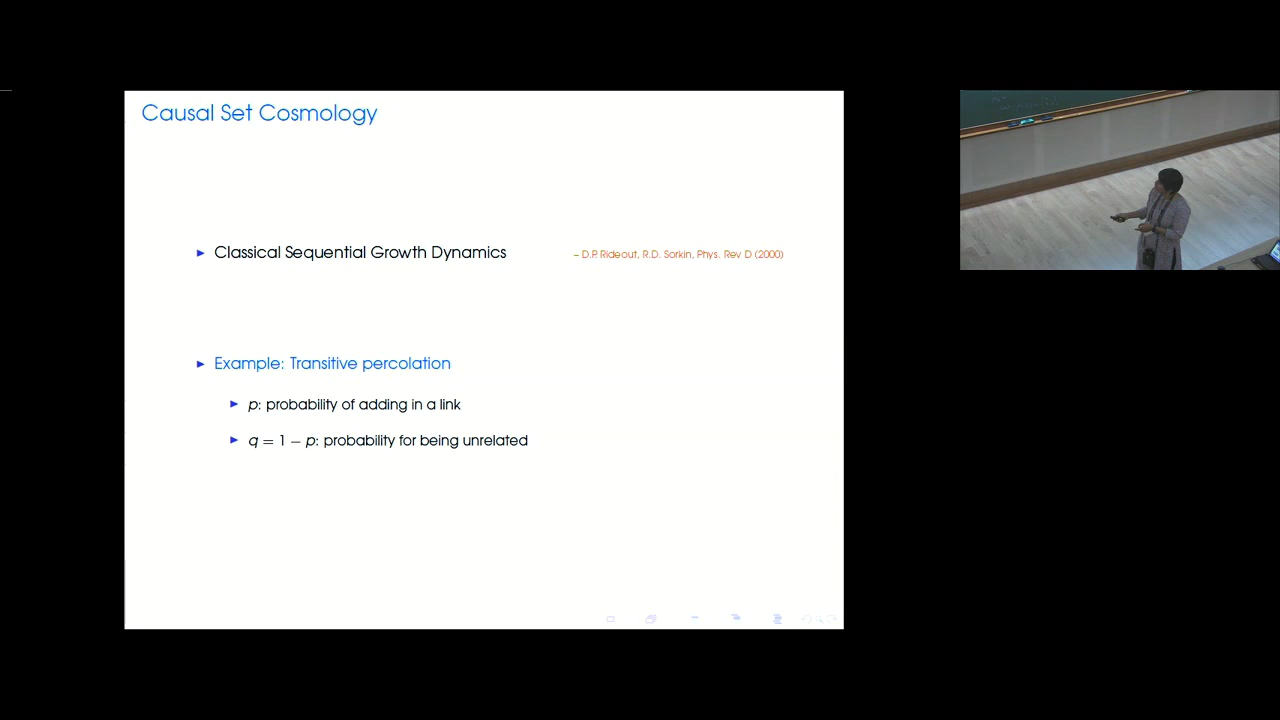 Causal Set Cosmology
► Classical Sequential Growth Dynamics – D.P. Rideout, R.D. Sorkin, Phys. Rev D (2000)
► Example: Transitive percolation
► p: probability of adding in a link
► q = 1 − p: probability for being unrelated